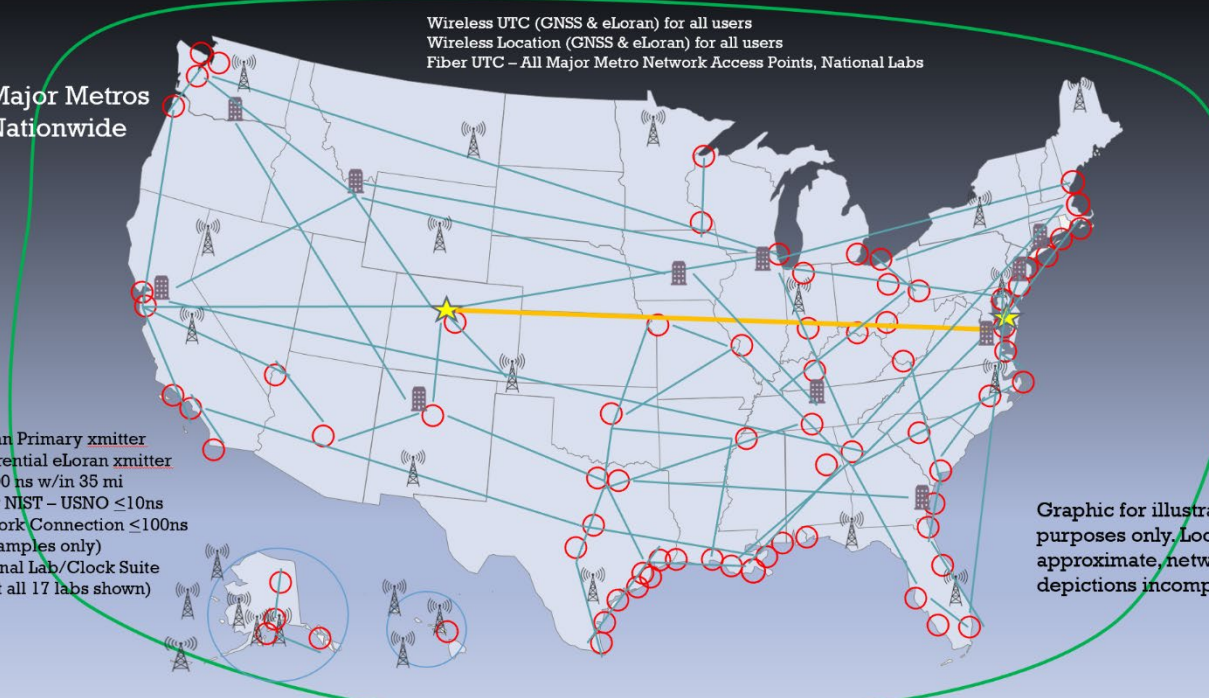 Wireless UTC (GNSS & eLoran) for all users
Wireless Location (GNSS & eLoran) for all users
Fiber UTC – All Major Metro Network Access Points, National Labs
Major Metros
Nationwide
an Primary xmitter
rential eLoran xmitter
00 ns w/in 35 mi
NIST – USNO ≤10ns
ork Connection ≤100ns
amples only)
nal Lab/Clock Suite
t all 17 labs shown)
Graphic for illustra
purposes only. Loc
approximate, netw
depictions incomp